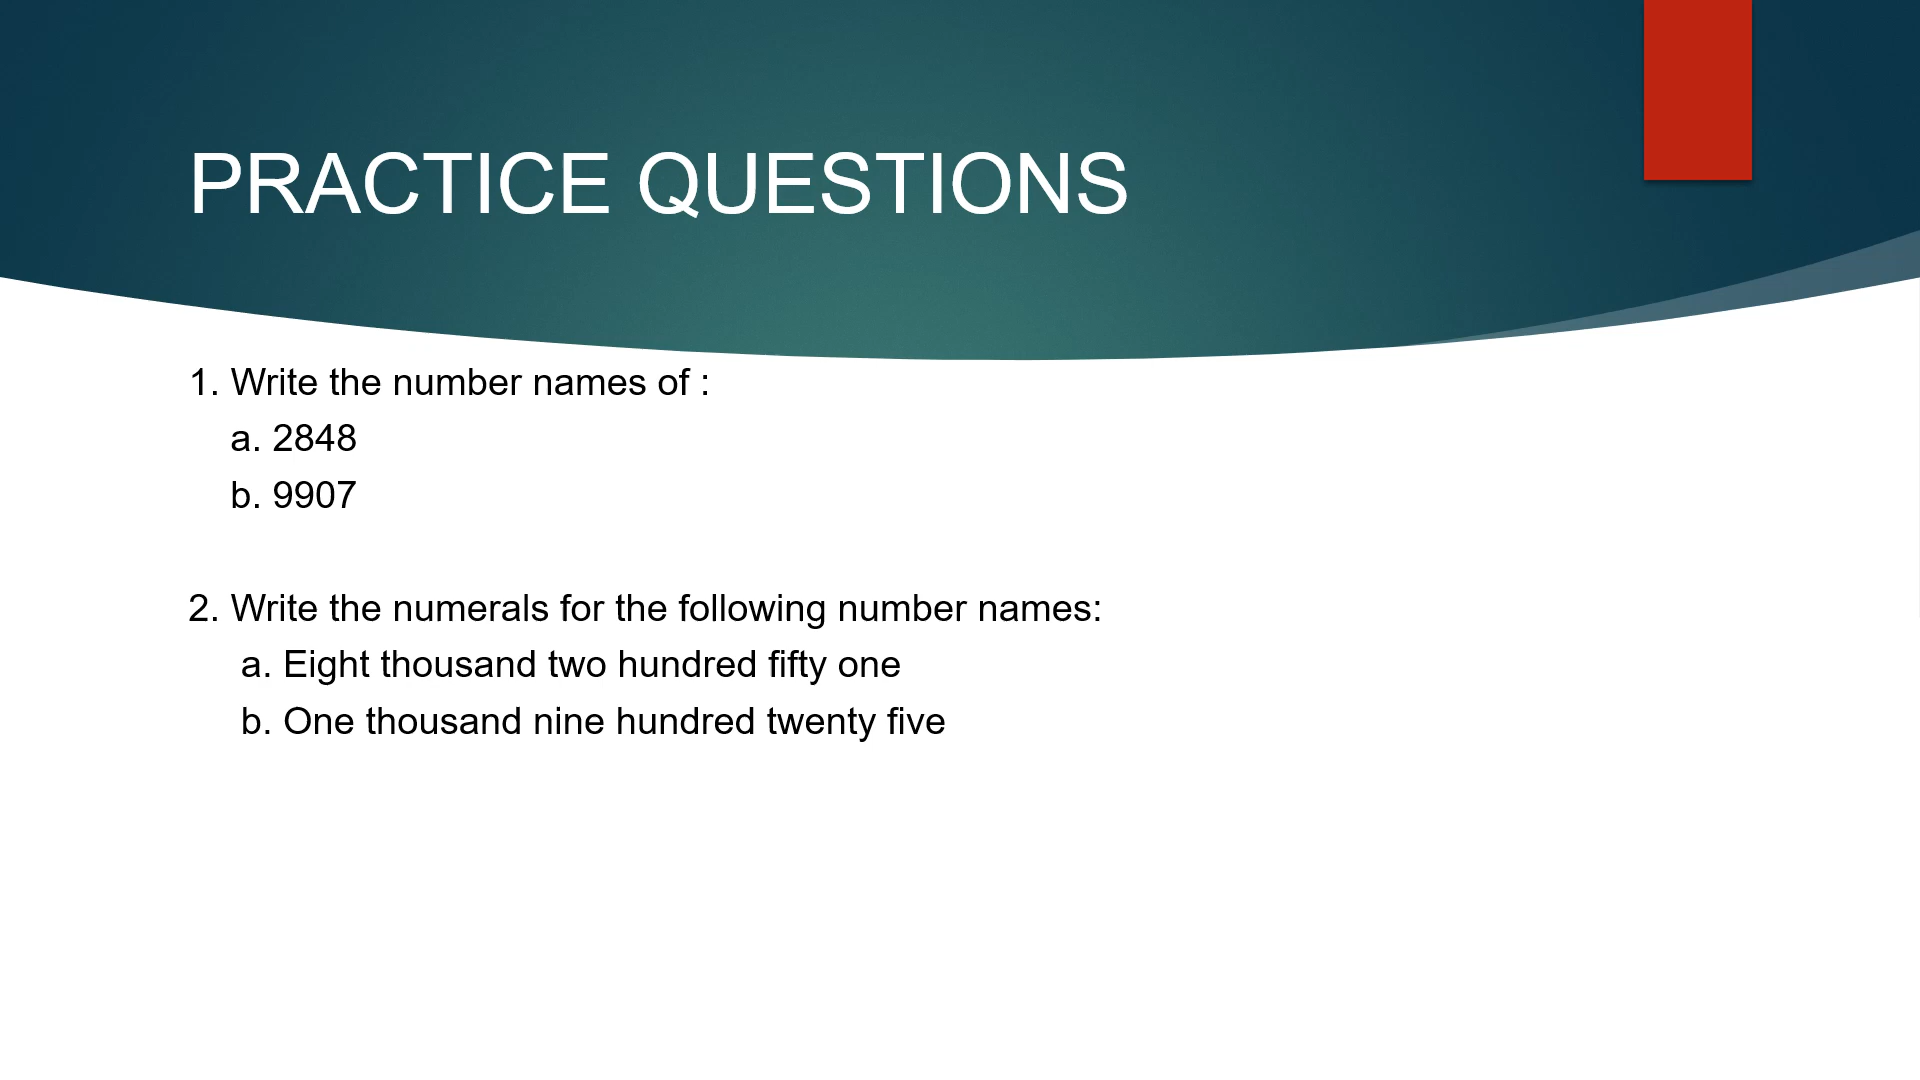 PRACTICE QUESTIONS
1. Write the number names of :
a. 2848
b. 9907
2. Write the numerals for the following number names:
a. Eight thousand two hundred fifty one
b. One thousand nine hundred twenty five